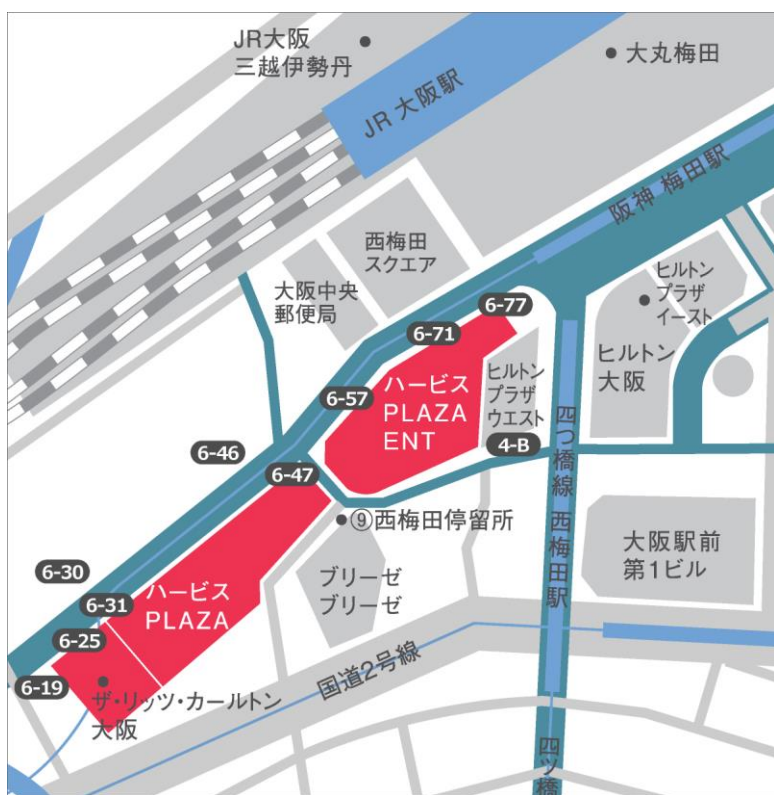 JR大阪
三越伊勢丹
大丸梅田
JR 大阪駅
阪神 梅田駅
西梅田
スクエア
大阪中央
郵便局
ヒルトン
プラザ
イースト
6-77
6-71
ヒルトン
大阪
ハービス
PLAZA
ENT
ヒルトン
プラザ
ウエスト
6-57
4-B
四つ橋線 西梅田駅
6-46
6-47
⑨西梅田停留所
大阪駅前
第1ビル
ブリーゼ
ブリーゼ
6-30
ハービス
PLAZA
6-31
6-25
6-19
ザ・リッツ・カールトン
大阪
国道2号線
四ツ橋